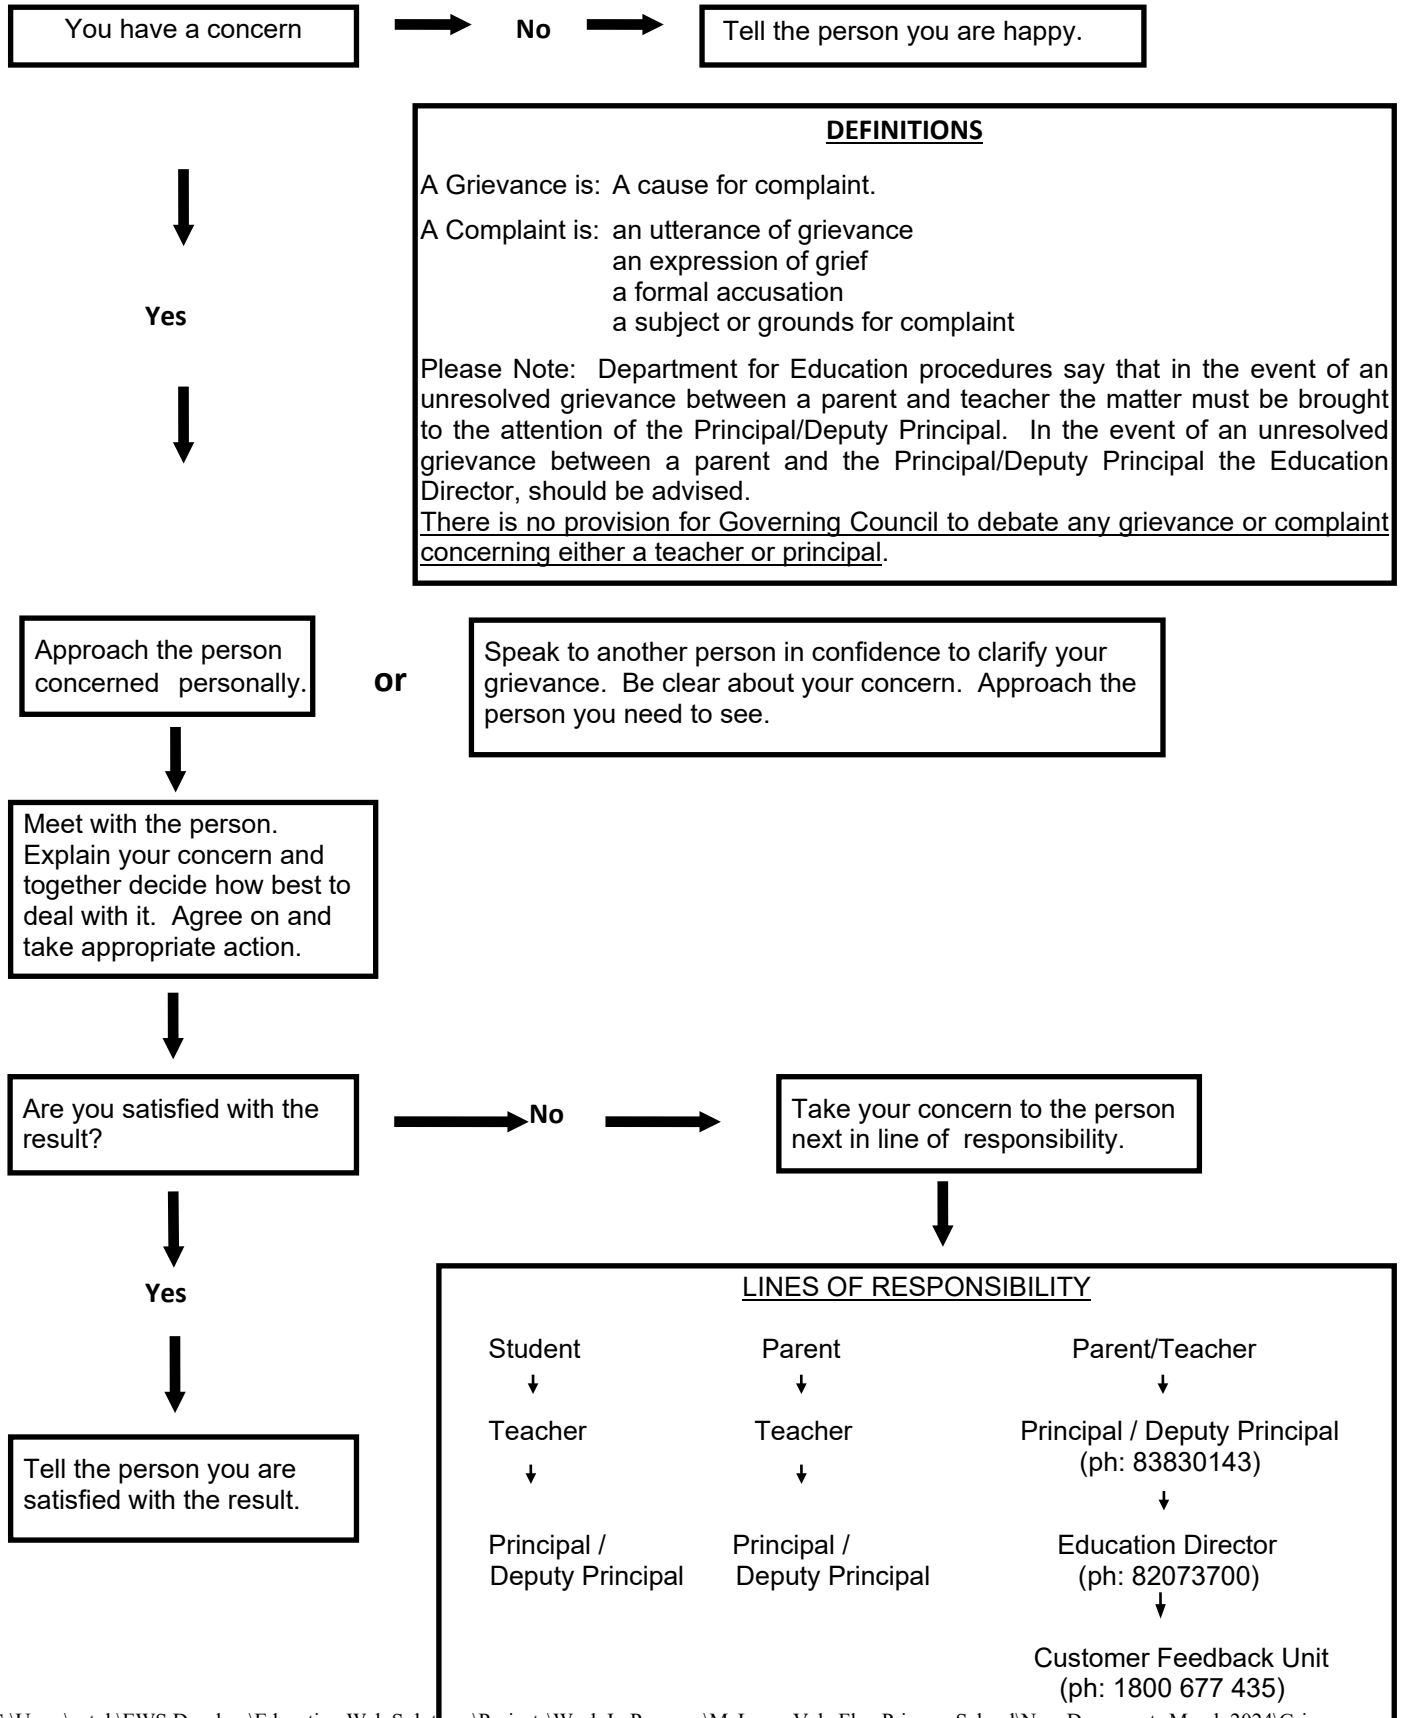 You have a concern
No
Tell the person you are happy.
DEFINITIONS
A Grievance is: A cause for complaint.
A Complaint is: an utterance of grievance
an expression of grief
a formal accusation
a subject or grounds for complaint
Yes
Please Note: Department for Education procedures say that in the event of an
unresolved grievance between a parent and teacher the matter must be brought
to the attention of the Principal/Deputy Principal. In the event of an unresolved
grievance between a parent and the Principal/Deputy Principal the Education
Director, should be advised.
There is no provision for Governing Council to debate any grievance or complaint
concerning either a teacher or principal.
Approach the person
concerned personally.
or
Speak to another person in confidence to clarify your
grievance. Be clear about your concern. Approach the
person you need to see.
Meet with the person.
Explain your concern and
together decide how best to
deal with it. Agree on and
take appropriate action.
Are you satisfied with the
result?
No
Take your concern to the person
next in line of responsibility.
Yes
Tell the person you are
satisfied with the result.
LINES OF RESPONSIBILITY
Student
Teacher
Principal /
Deputy Principal
Parent
Teacher
Principal /
Deputy Principal
Parent/Teacher
Principal / Deputy Principal
(ph: 83830143)
Education Director
(ph: 82073700)
Customer Feedback Unit
(ph: 1800 677 435)